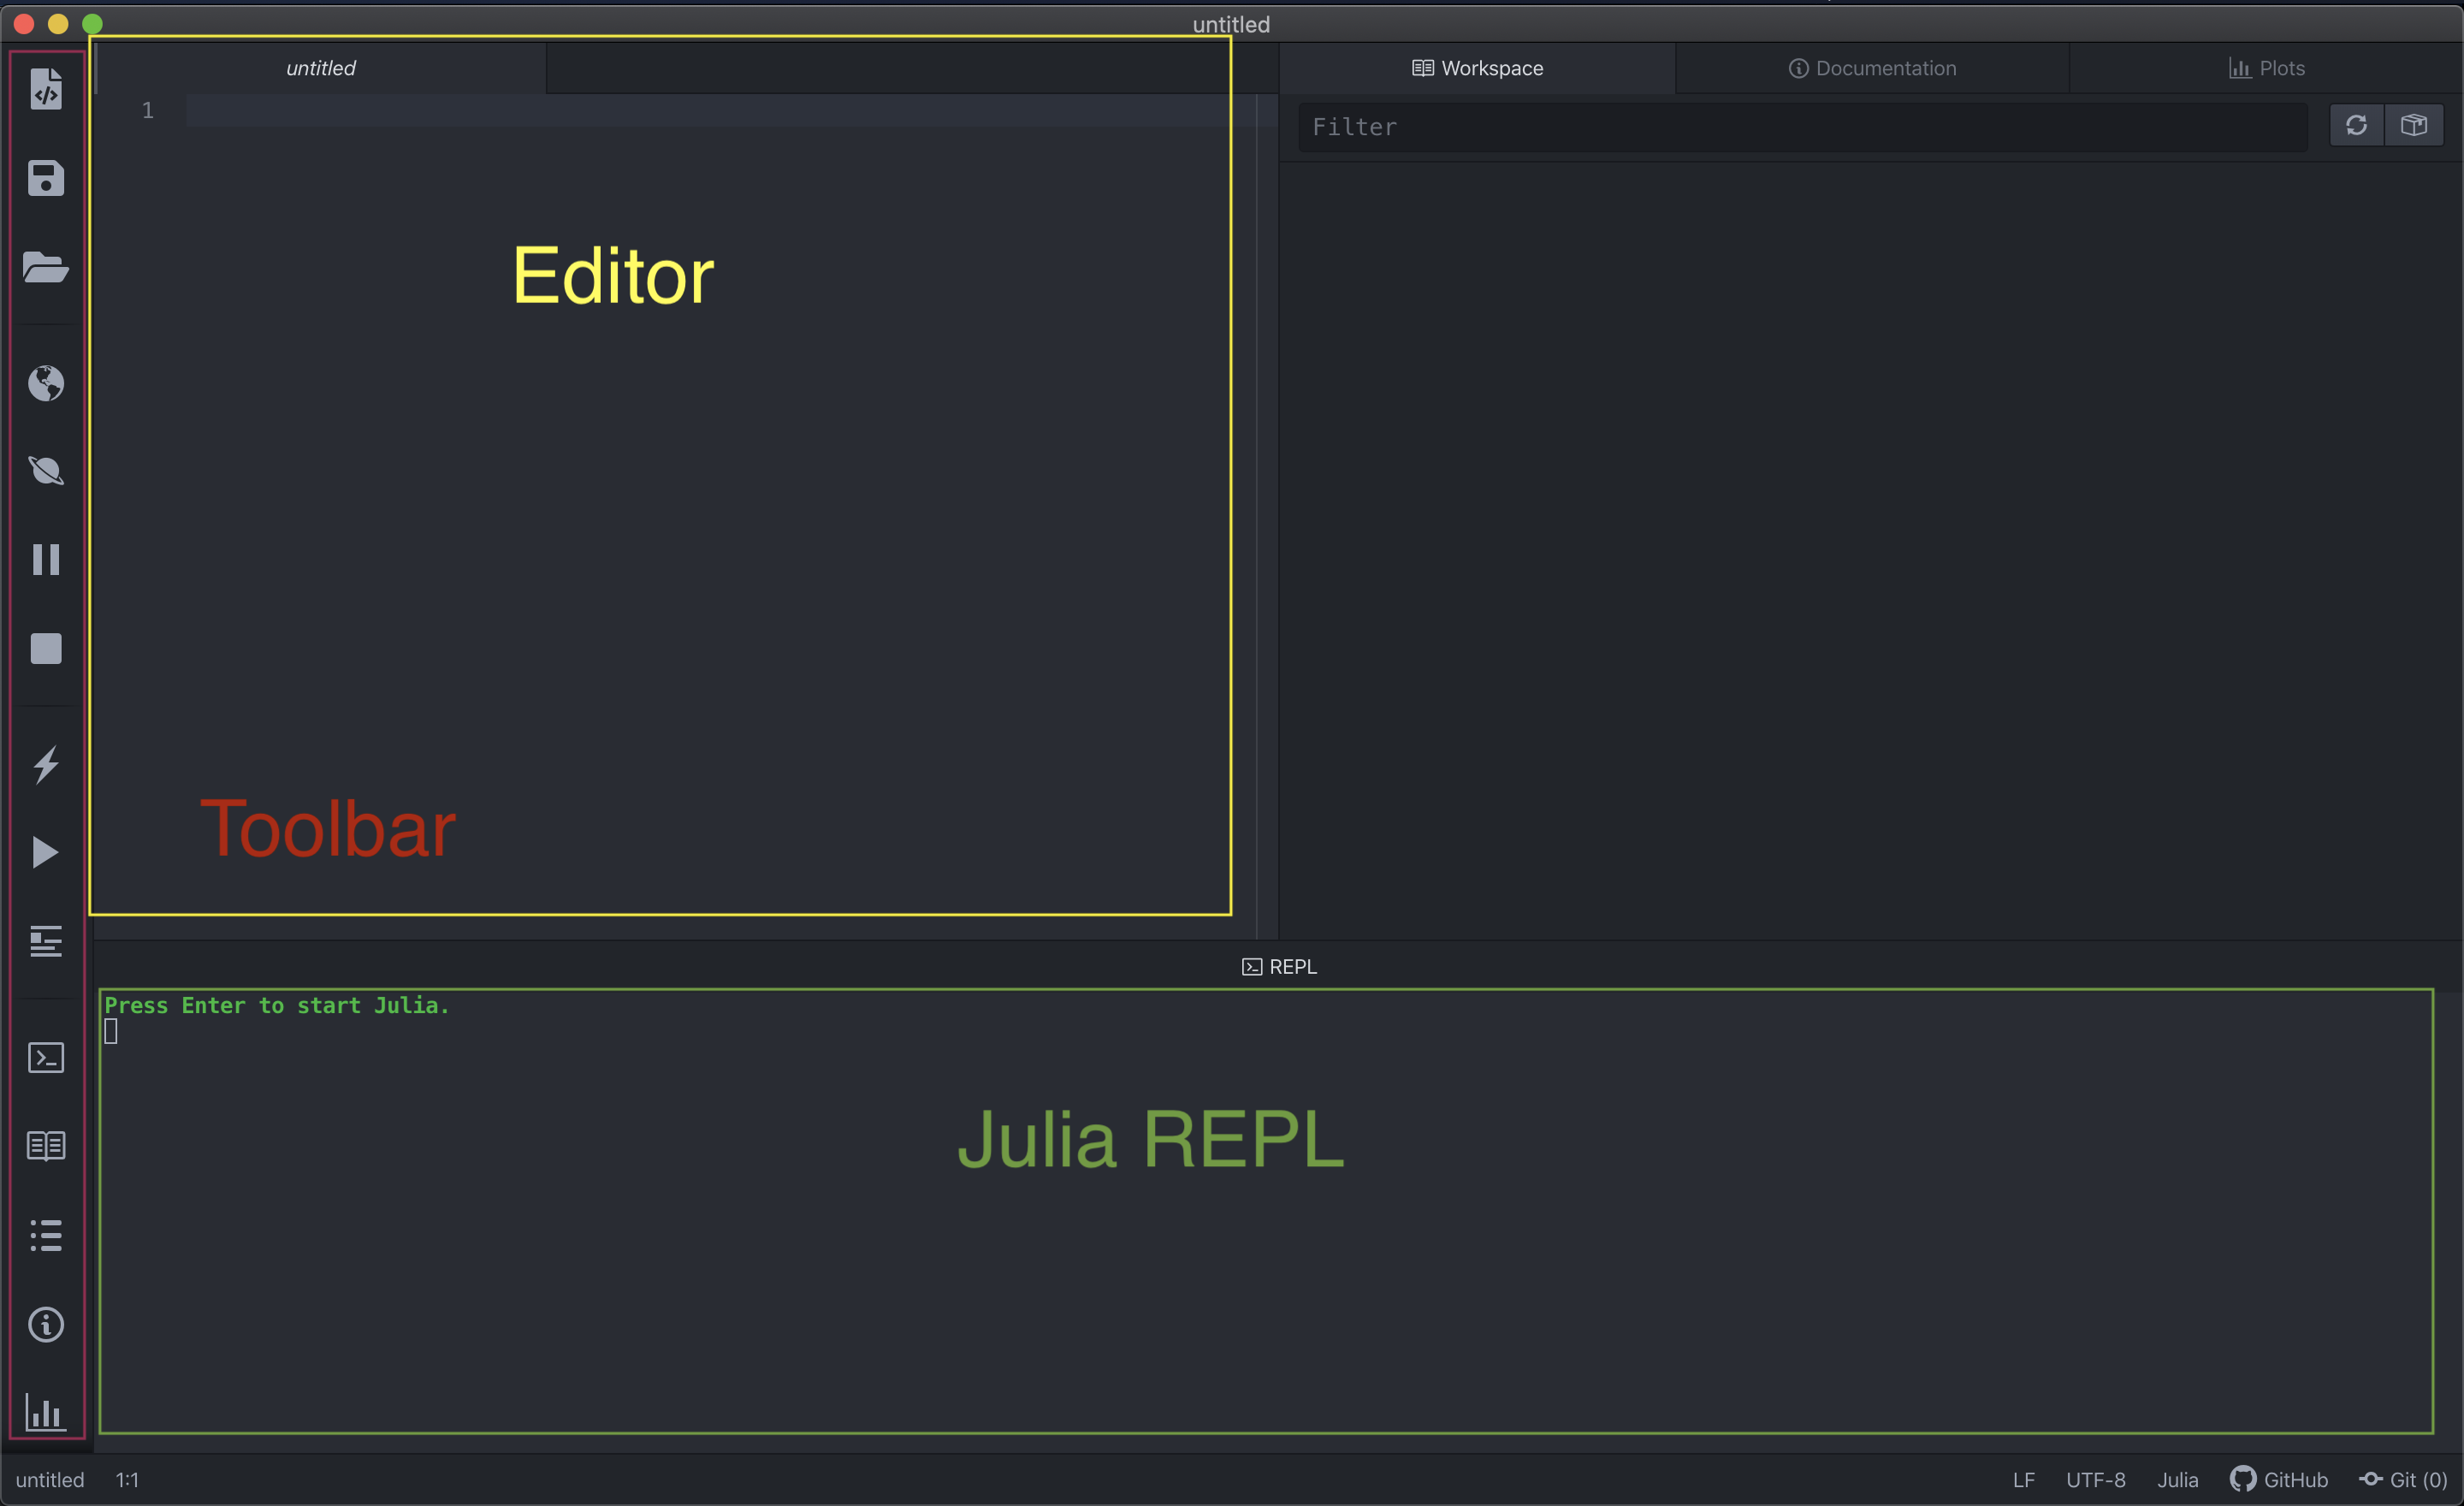 untitled
untitled
Workspace
Documentation
Plots
1
Filter
Editor
Toolbar
REPL
Press Enter to start Julia.
Julia REPL
untitled 1:1
LF UTF-8 Julia GitHub Git (0)